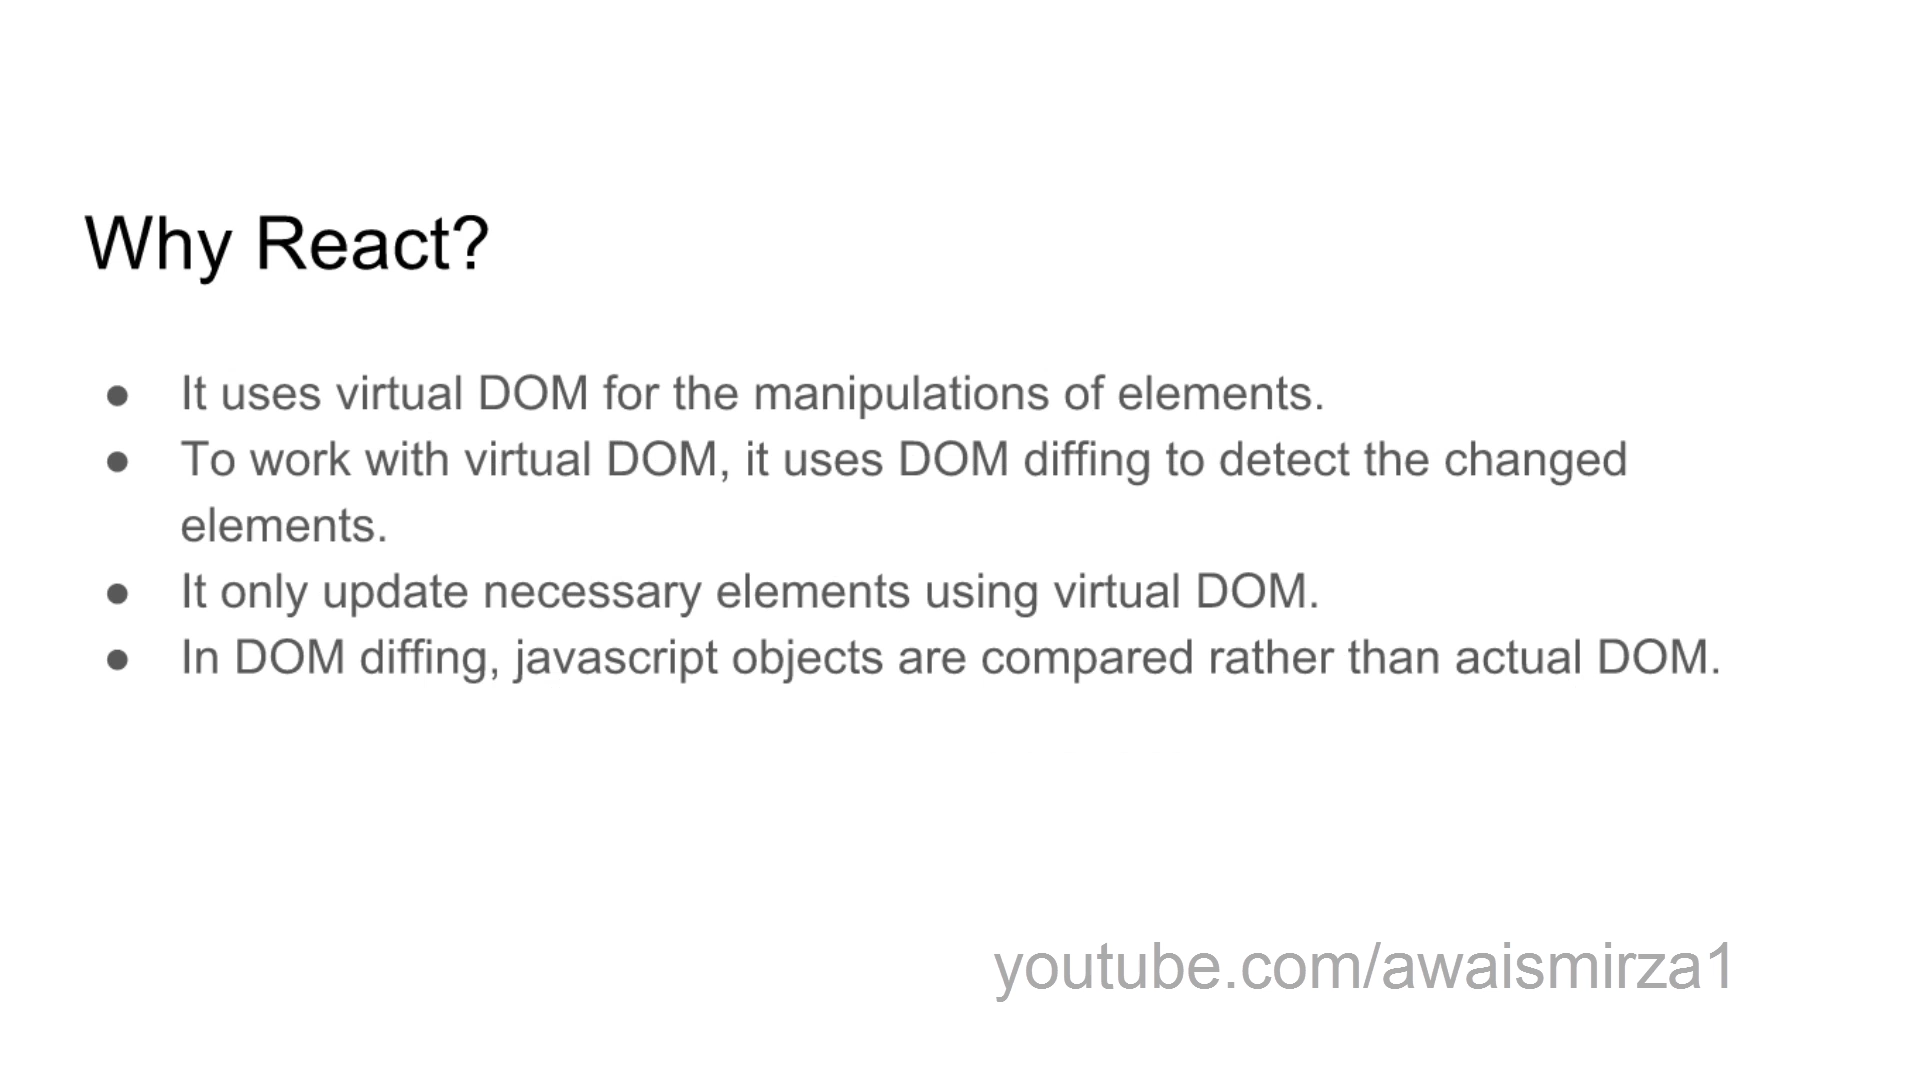 Why React?
● It uses virtual DOM for the manipulations of elements.
● To work with virtual DOM, it uses DOM diffing to detect the changed
elements.
● It only update necessary elements using virtual DOM.
● In DOM diffing, javascript objects are compared rather than actual DOM.
youtube.com/awaismirza1